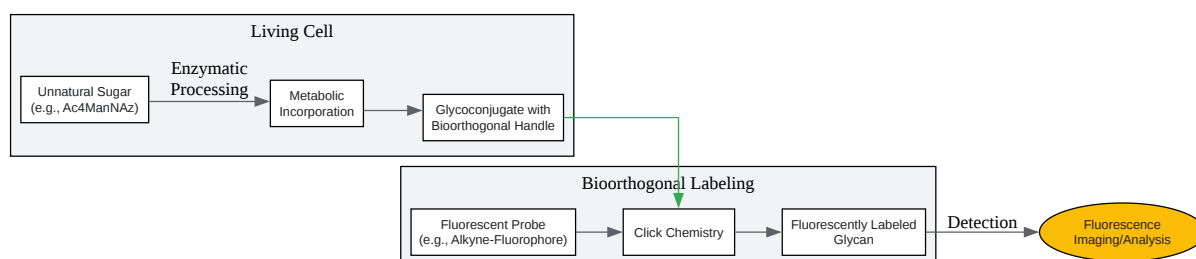 Living Cell
Unnatural Sugar
(e.g., Ac4ManNAz)
Enzymatic
Processing
Metabolic
Incorporation
Glycoconjugate with
Bioorthogonal Handle
Bioorthogonal Labeling
Fluorescent Probe
(e.g., Alkyne-Fluorophore)
Click Chemistry
Fluorescently Labeled
Glycan
Detection
Fluorescence
Imaging/Analysis